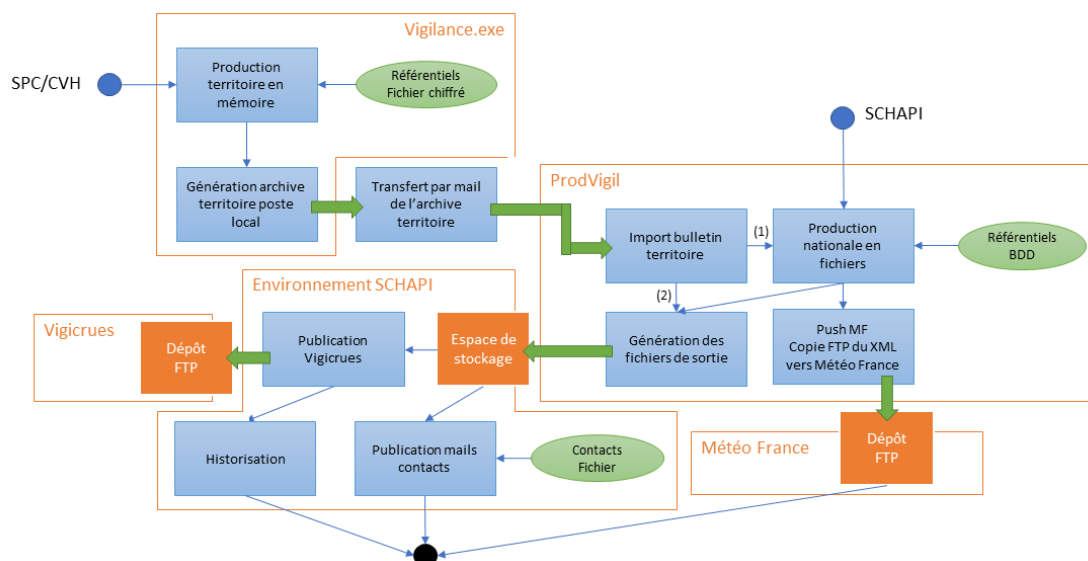 Vigilance.exe
SPC/CVH
Production
territoire en
mémoire
Référentiels
Fichier chiffré
SCHAPI
Génération archive
territoire poste
local
Transfert par mail
de l'archive
territoire
ProdVigil
Import bulletin
territoire
(1)
Production
nationale en
fichiers
Référentiels
BDD
(2)
Environnement SCHAPI
Vigicrues
Dépôt
FTP
Publication
Vigicrues
Espace de
stockage
Génération des
fichiers de sortie
Push MF
Copie FTP du XML
vers Météo France
Historisation
Publication mails
contacts
Contacts
Fichier
Météo France
Dépôt
FTP